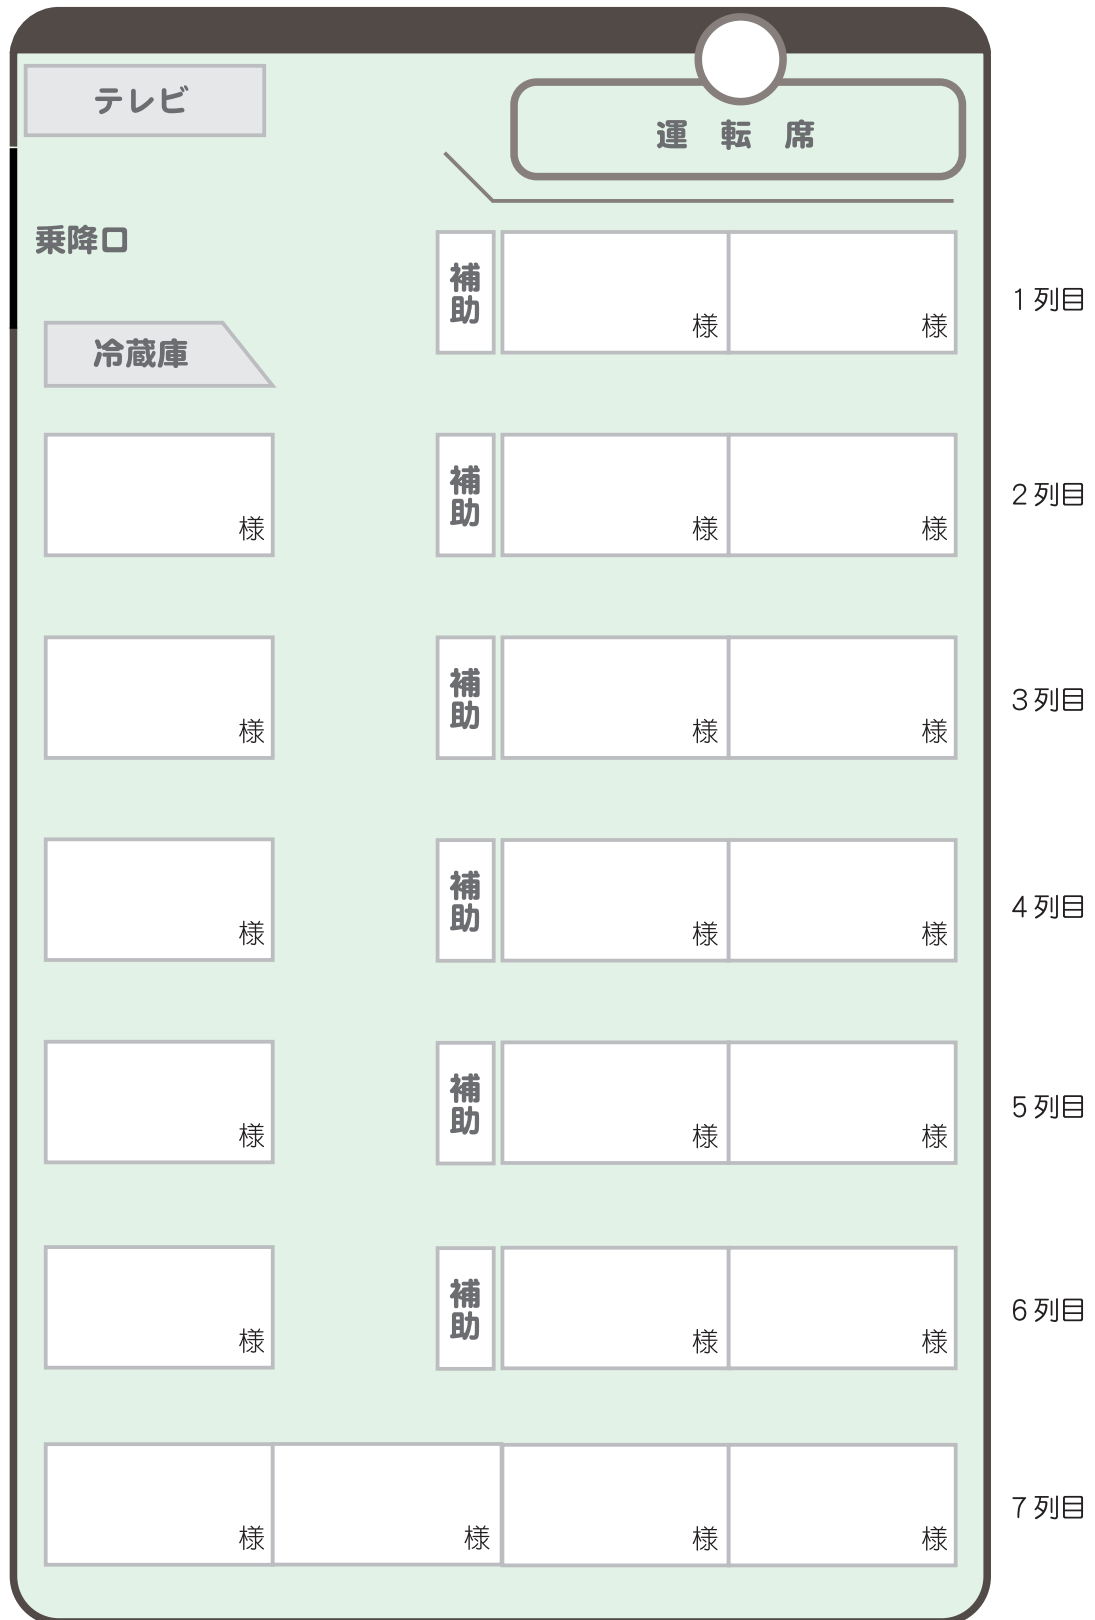 テレビ
運 転 席
乗降口
補助 様 様 1列目
冷蔵庫
様 補助 様 様 2列目
様 補助 様 様 3列目
様 補助 様 様 4列目
様 補助 様 様 5列目
様 補助 様 様 6列目
様 様 様 様 7列目